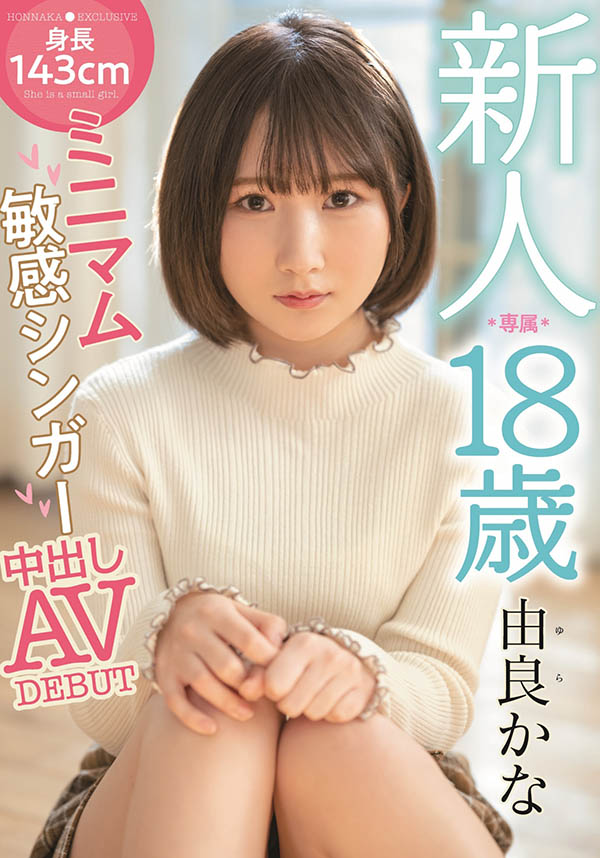 HONNAKA●EXCLUSIVE
身長
143cm
She is a small girl.
ミニマム
敏感シンガー
中出し
AV
DEBUT
新人
*専属*
18歳
由良かな
ゆら